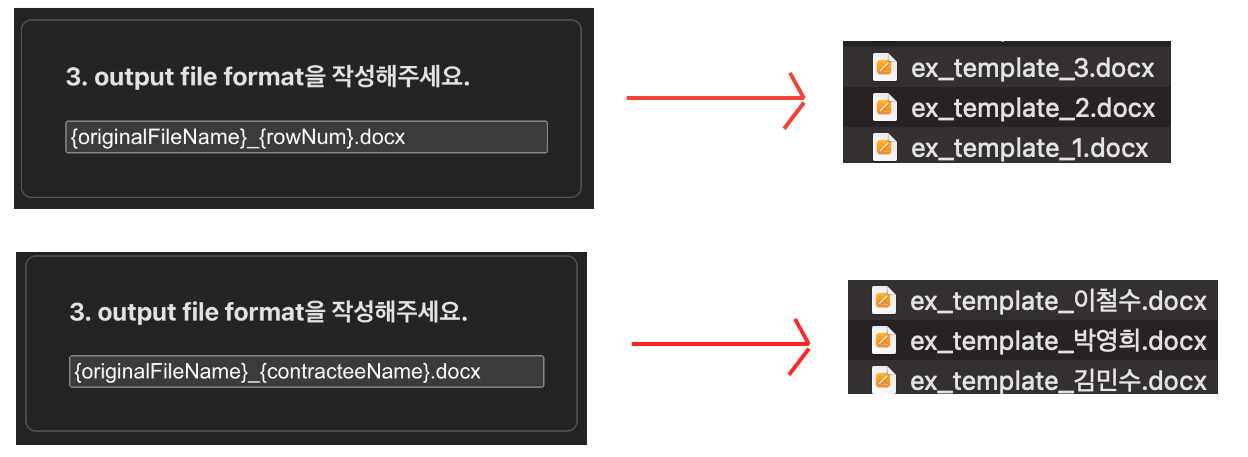 3. output file format을 작성해주세요.
{originalFileName}_{rowNum}.docx
ex_template_3.docx
ex_template_2.docx
ex_template_1.docx
3. output file format을 작성해주세요.
{originalFileName}_{contracteeName}.docx
ex_template_이철수.docx
ex_template_박영희.docx
ex_template_김민수.docx